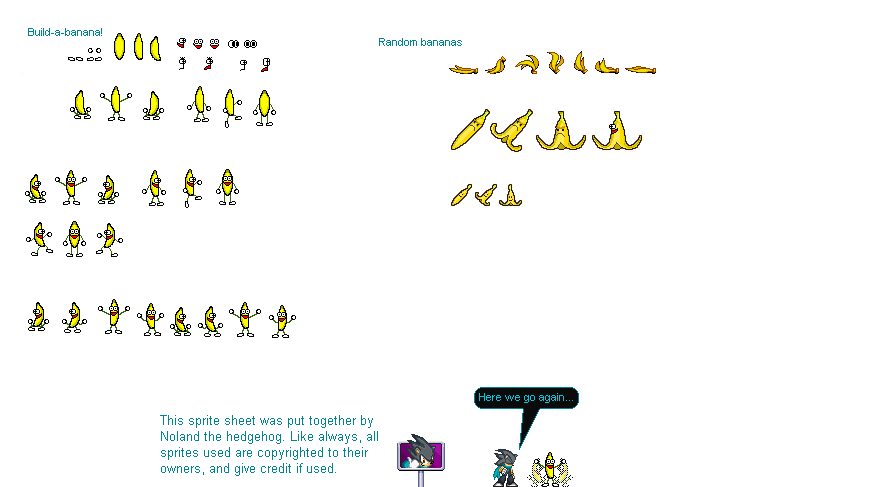 Build-a-banana!
Random bananas
Here we go again...
This sprite sheet was put together by
Noland the hedgehog. Like always, all
sprites used are copyrighted to their
owners, and give credit if used.